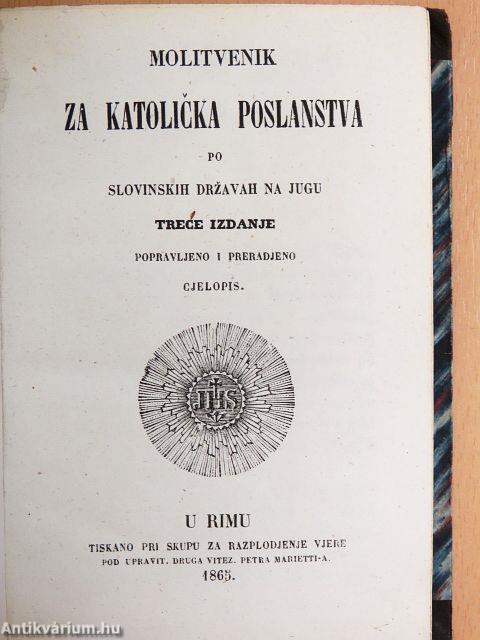 MOLITVENIK
ZA KATOLIČKA POSLANSTVA
PO
SLOVINSKIH DRŽAVAH NA JUGU
TREĆE IZDANJE
POPRAVLJENO I PRERADJENO
CJELOPIS.
IHS
U RIMU
TISKANO PRI SKUPU ZA RAZPLODJENJE VJERE
POD UPRAVIT. DRUGA VITEZ. PETRA MARIETTI-A.
1865.
Antikvárium.hu